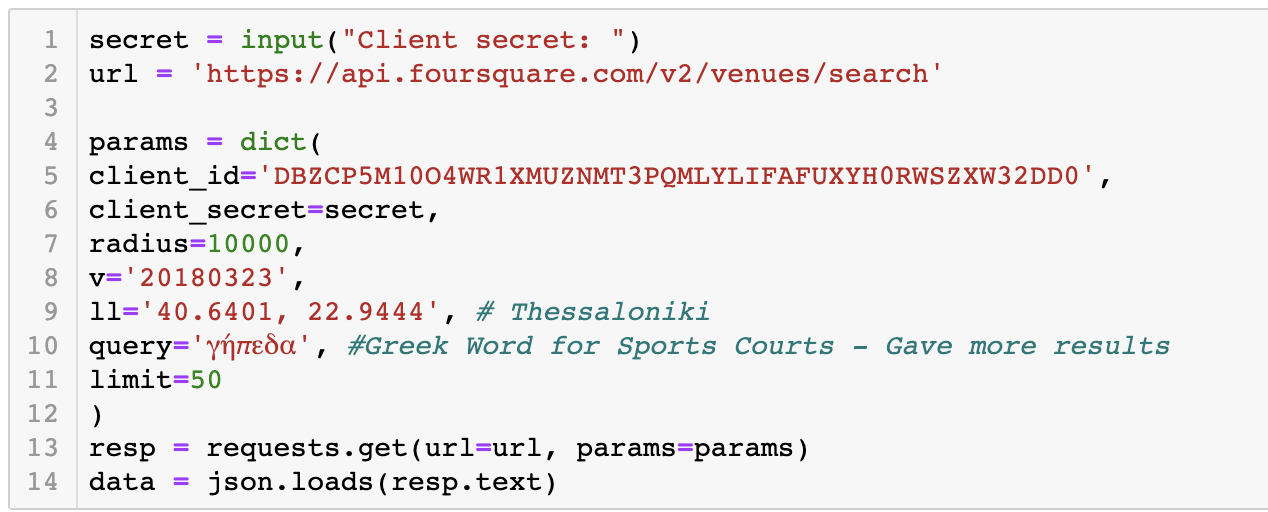 1 secret = input("Client secret: ")
2 url = 'https://api.foursquare.com/v2/venues/search'
3
4 params = dict(
5 client_id='DBZCP5M10O4WR1XMUZNMT3PQMLYLIFAFUXYH0RWSZXW32DD0',
6 client_secret=secret,
7 radius=10000,
8 v='20180323',
9 ll='40.6401, 22.9444', # Thessaloniki
10 query='γήπεδα', #Greek Word for Sports Courts - Gave more results
11 limit=50
12 )
13 resp = requests.get(url=url, params=params)
14 data = json.loads(resp.text)